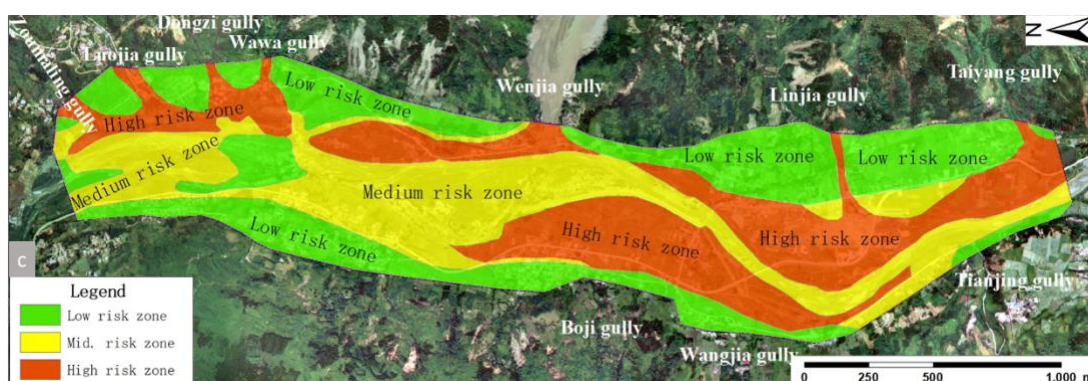 Dongzi gully
Zoumaling gully
Luojia gully
Wawa gully
Wenjia gully
Linjia gully
Taiyang gully
N
Low risk zone
High risk zone
Medium risk zone
Low risk zone
Low risk zone
Medium risk zone
Low risk zone
High risk zone
High risk zone
Tianjing gully
Boji gully
Wangjia gully
C
Legend
Low risk zone
Mid. risk zone
High risk zone
0 250 500 1,000 m